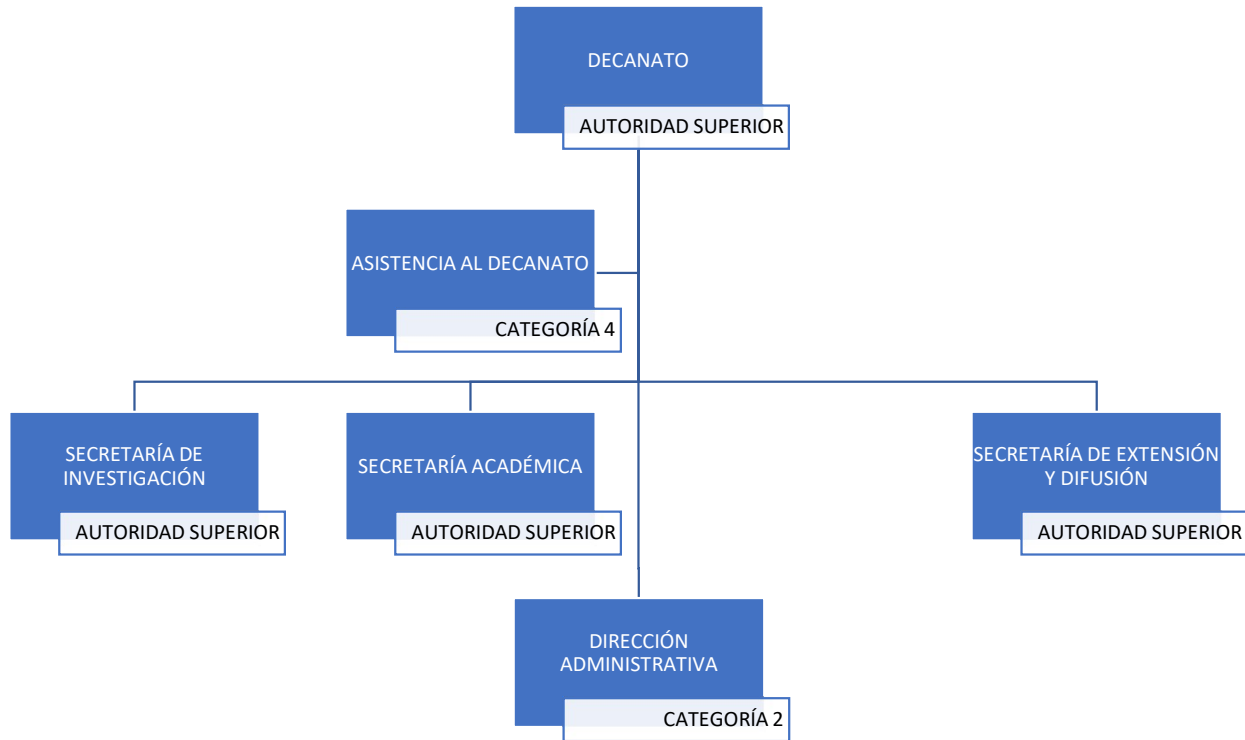 DECANATO
AUTORIDAD SUPERIOR
ASISTENCIA AL DECANATO
CATEGORÍA 4
SECRETARÍA DE
INVESTIGACIÓN
AUTORIDAD SUPERIOR
SECRETARÍA ACADÉMICA
AUTORIDAD SUPERIOR
SECRETARÍA DE EXTENSIÓN
Y DIFUSIÓN
AUTORIDAD SUPERIOR
DIRECCIÓN
ADMINISTRATIVA
CATEGORÍA 2